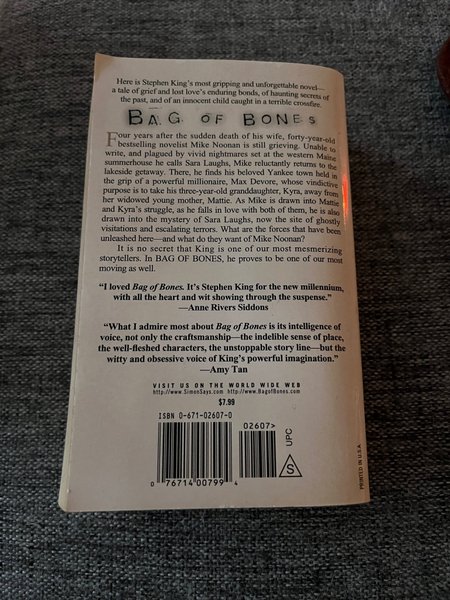 Here is Stephen King's most gripping and unforgettable novel—
a tale of grief and lost love's enduring bonds, of haunting secrets of
the past, and of an innocent child caught in a terrible crossfire.
BAG OF BONES
Four years after the sudden death of his wife, forty-year-old
bestselling novelist Mike Noonan is still grieving. Unable to
write, and plagued by vivid nightmares set at the western Maine
summerhouse he calls Sara Laughs, Mike reluctantly returns to the
lakeside getaway. There, he finds his beloved Yankee town held in
the grip of a powerful millionaire, Max Devore, whose vindictive
purpose is to take his three-year-old granddaughter, Kyra, away from
her widowed young mother, Mattie. As Mike is drawn into Mattie
and Kyra's struggle, as he falls in love with both of them, he is also
drawn into the mystery of Sara Laughs, now the site of ghostly
visitations and escalating terrors. What are the forces that have been
unleashed here—and what do they want of Mike Noonan?
It is no secret that King is one of our most mesmerizing
storytellers. In BAG OF BONES, he proves to be one of our most
moving as well.
"I loved Bag of Bones. It's Stephen King for the new millennium,
with all the heart and wit showing through the suspense."
—Anne Rivers Siddons
"What I admire most about Bag of Bones is its intelligence of
voice, not only the craftsmanship—the indelible sense of place,
the well-fleshed characters, the unstoppable story line—but the
witty and obsessive voice of King's powerful imagination."
—Amy Tan
VISIT US ON THE WORLD WIDE WEB
http://www.SimonSays.com http://www.BagofBones.com
$7.99
ISBN 0-671-02607-0
02607>
0 76714 00799 4
UPC
S
PRINTED IN U.S.A.